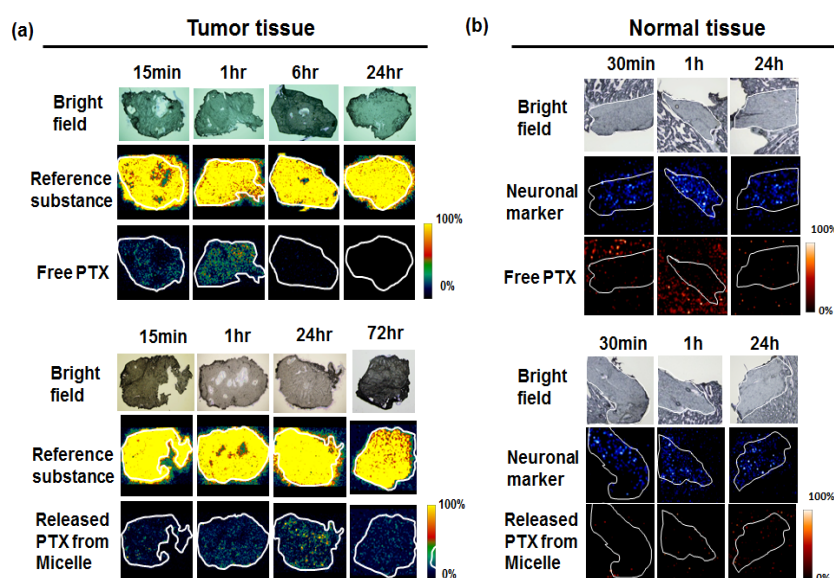 (a)
Tumor tissue
15min 1hr 6hr 24hr
Bright
field
Reference
substance
100%
Free PTX
0%
15min 1hr 24hr 72hr
Bright
field
Reference
substance
100%
Released
PTX from
Micelle
0%
(b)
Normal tissue
30min 1h 24h
Bright
field
Neuronal
marker
100%
Free PTX
0%
30min 1h 24h
Bright
field
Neuronal
marker
100%
Released
PTX from
Micelle
0%